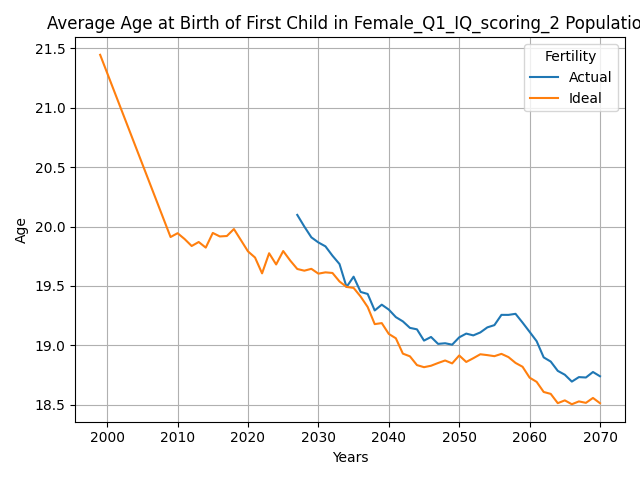 Average Age at Birth of First Child in Female_Q1_IQ_scoring_2 Populatio
Fertility
Actual
Ideal
21.5
21.0
20.5
20.0
19.5
19.0
18.5
Age
2000 2010 2020 2030 2040 2050 2060 2070
Years